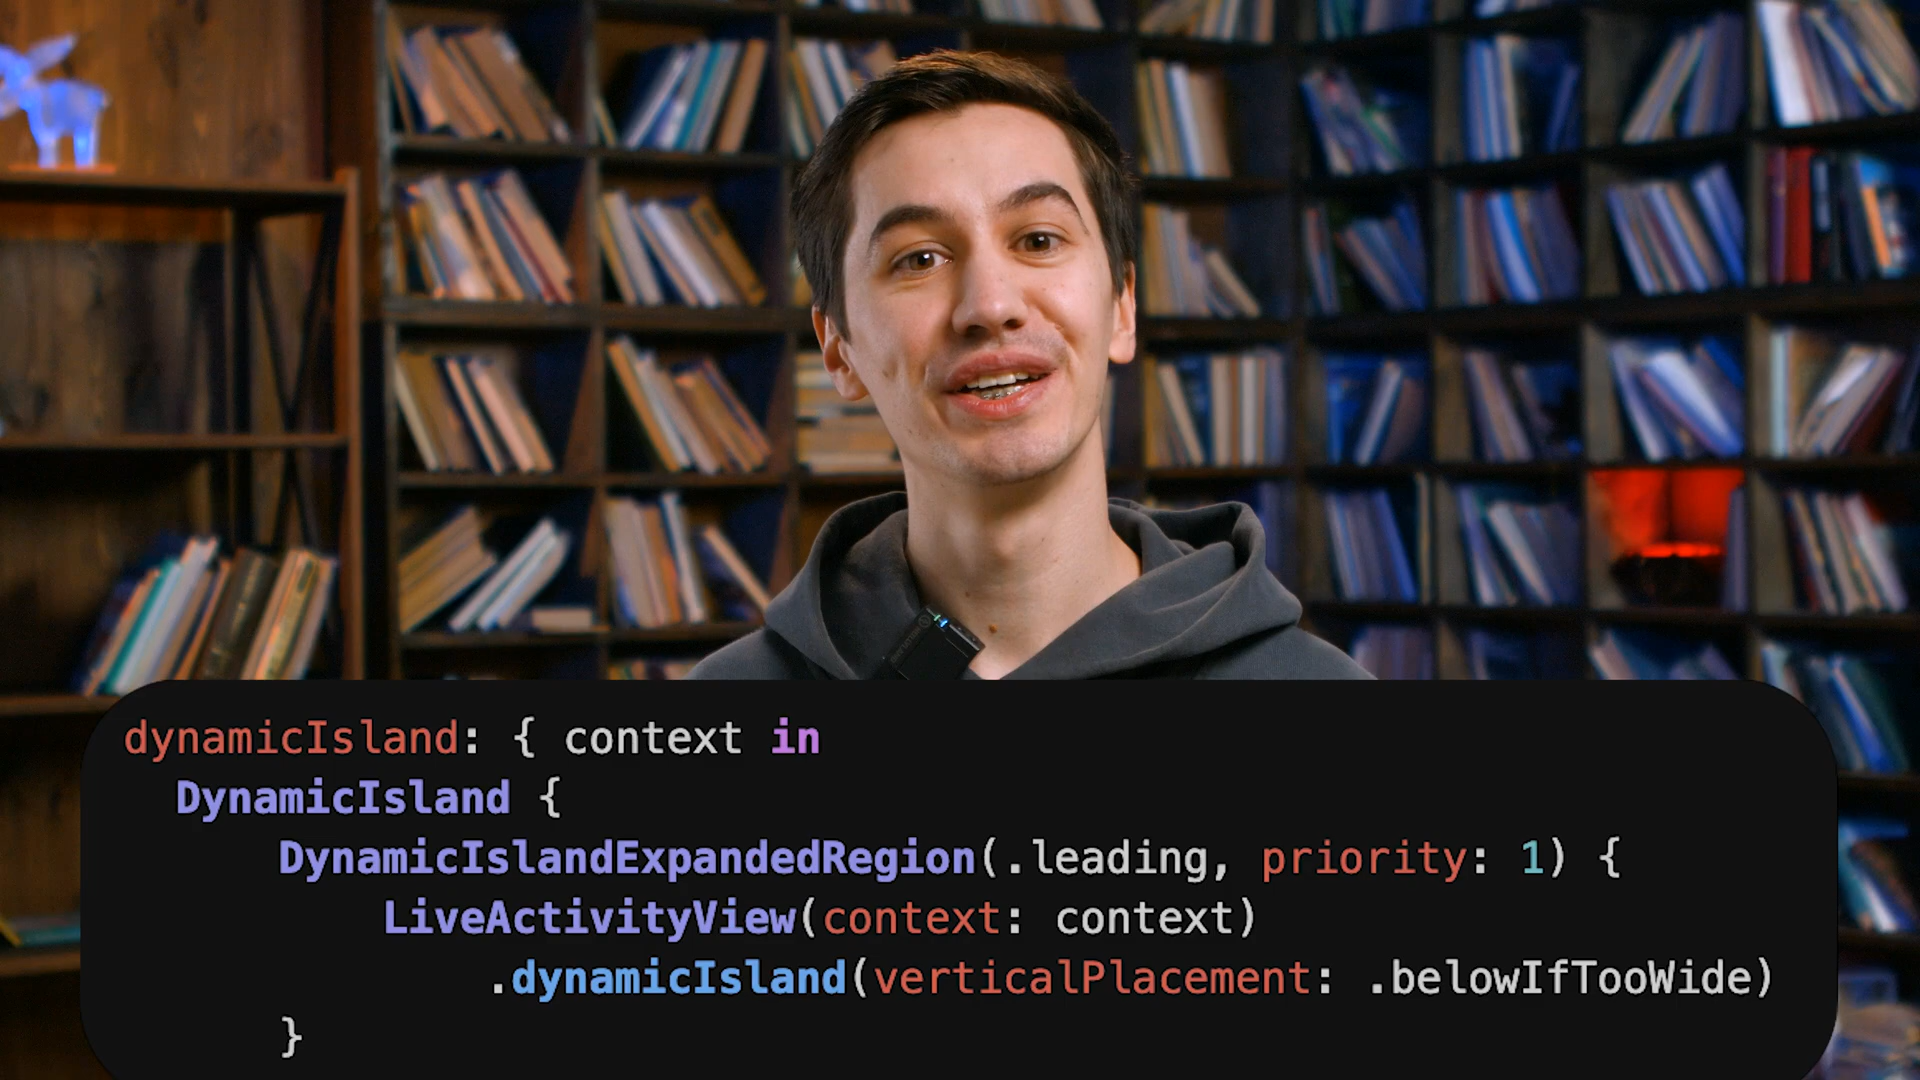 dynamicIsland: { context in
DynamicIsland {
DynamicIslandExpandedRegion(.leading, priority: 1) {
LiveActivityView(context: context)
.dynamicIsland(verticalPlacement: .belowIfTooWide)
}